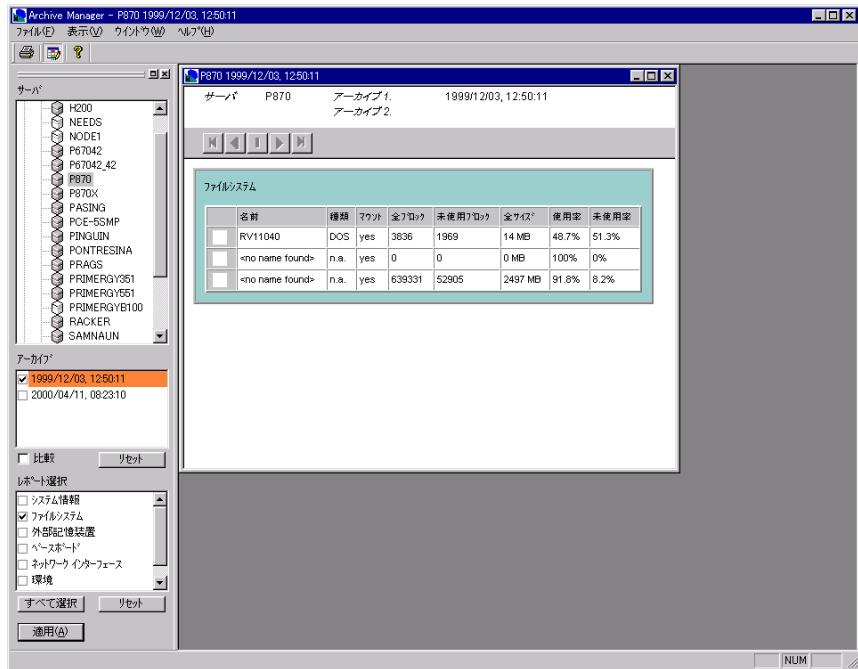 Archive Manager - P870 1999/12/03, 12:50:11
ﾌｧｲﾙ(F) 表示(V) ｳｲﾝﾄﾞｳ(W) ﾍﾙﾌﾟ(H)
ｻｰﾊﾞ
H200
NEEDS
NODE1
P67042
P67042_42
P870
P870X
PASING
PCE-5SMP
PINGUIN
PONTRESINA
PRAGS
PRIMERGY351
PRIMERGY551
PRIMERGYB100
RACKER
SAMNAUN
ｱｰｶｲﾌﾞ
1999/12/03, 12:50:11
2000/04/11, 08:23:10
比較 ﾘｾｯﾄ
ﾚﾎﾟｰﾄ選択
ｼｽﾃﾑ情報
ﾌｧｲﾙｼｽﾃﾑ
外部記憶装置
ﾍﾞｰｽﾎﾞｰﾄﾞ
ﾈｯﾄﾜｰｸ ｲﾝﾀｰﾌｪｰｽ
環境
すべて選択 ﾘｾｯﾄ
適用(A)
P870 1999/12/03, 12:50:11
サーバ P870 アーカイブ 1. 1999/12/03, 12:50:11
アーカイブ 2.
ﾌｧｲﾙｼｽﾃﾑ
名前 種類 ﾏｳﾝﾄ 全ﾌﾞﾛｯｸ 未使用ﾌﾞﾛｯｸ 全ｻｲｽﾞ 使用率 未使用率
RV11040 DOS yes 3836 1969 14 MB 48.7% 51.3%
<no name found> n.a. yes 0 0 0 MB 100% 0%
<no name found> n.a. yes 639331 52905 2497 MB 91.8% 8.2%
NUM